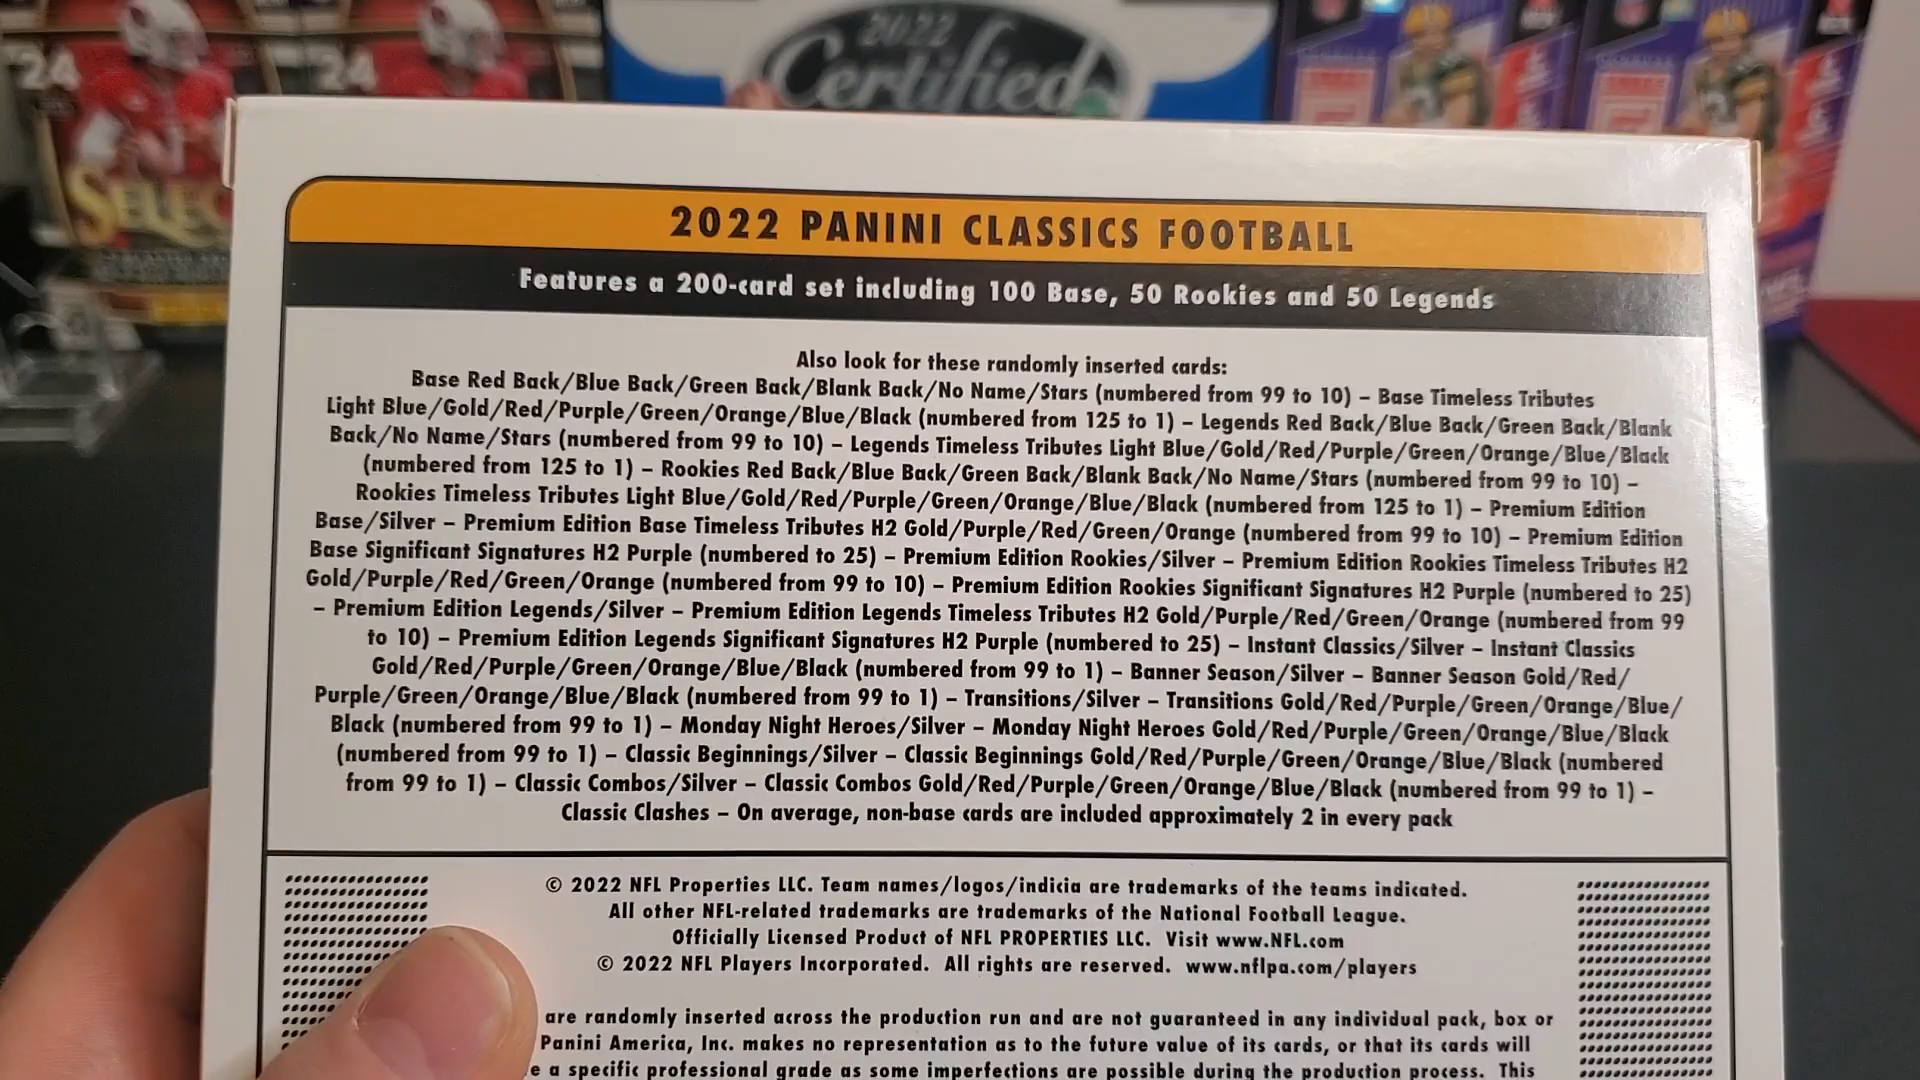 24
24
2022
Certified
SELEC
2022 PANINI CLASSICS FOOTBALL
Features a 200-card set including 100 Base, 50 Rookies and 50 Legends
Also look for these randomly inserted cards:
Base Red Back/Blue Back/Green Back/Blank Back/No Name/Stars (numbered from 99 to 10) – Base Timeless Tributes
Light Blue/Gold/Red/Purple/Green/Orange/Blue/Black (numbered from 125 to 1) – Legends Red Back/Blue Back/Green Back/Blank
Back/No Name/Stars (numbered from 99 to 10) – Legends Timeless Tributes Light Blue/Gold/Red/Purple/Green/Orange/Blue/Black
(numbered from 125 to 1) – Rookies Red Back/Blue Back/Green Back/Blank Back/No Name/Stars (numbered from 99 to 10) –
Rookies Timeless Tributes Light Blue/Gold/Red/Purple/Green/Orange/Blue/Black (numbered from 125 to 1) – Premium Edition
Base/Silver – Premium Edition Base Timeless Tributes H2 Gold/Purple/Red/Green/Orange (numbered from 99 to 10) – Premium Edition
Base Significant Signatures H2 Purple (numbered to 25) – Premium Edition Rookies/Silver – Premium Edition Rookies Timeless Tributes H2
Gold/Purple/Red/Green/Orange (numbered from 99 to 10) – Premium Edition Rookies Significant Signatures H2 Purple (numbered to 25)
– Premium Edition Legends/Silver – Premium Edition Legends Timeless Tributes H2 Gold/Purple/Red/Green/Orange (numbered from 99
to 10) – Premium Edition Legends Significant Signatures H2 Purple (numbered to 25) – Instant Classics/Silver – Instant Classics
Gold/Red/Purple/Green/Orange/Blue/Black (numbered from 99 to 1) – Banner Season/Silver – Banner Season Gold/Red/
Purple/Green/Orange/Blue/Black (numbered from 99 to 1) – Transitions/Silver – Transitions Gold/Red/Purple/Green/Orange/Blue/
Black (numbered from 99 to 1) – Monday Night Heroes/Silver – Monday Night Heroes Gold/Red/Purple/Green/Orange/Blue/Black
(numbered from 99 to 1) – Classic Beginnings/Silver – Classic Beginnings Gold/Red/Purple/Green/Orange/Blue/Black (numbered
from 99 to 1) – Classic Combos/Silver – Classic Combos Gold/Red/Purple/Green/Orange/Blue/Black (numbered from 99 to 1) –
Classic Clashes – On average, non-base cards are included approximately 2 in every pack
© 2022 NFL Properties LLC. Team names/logos/indicia are trademarks of the teams indicated.
All other NFL-related trademarks are trademarks of the National Football League.
Officially Licensed Product of NFL PROPERTIES LLC. Visit www.NFL.com
© 2022 NFL Players Incorporated. All rights are reserved. www.nflpa.com/players
are randomly inserted across the production run and are not guaranteed in any individual pack, box or
Panini America, Inc. makes no representation as to the future value of its cards, or that its cards will
e a specific professional grade as some imperfections are possible during the production process. This